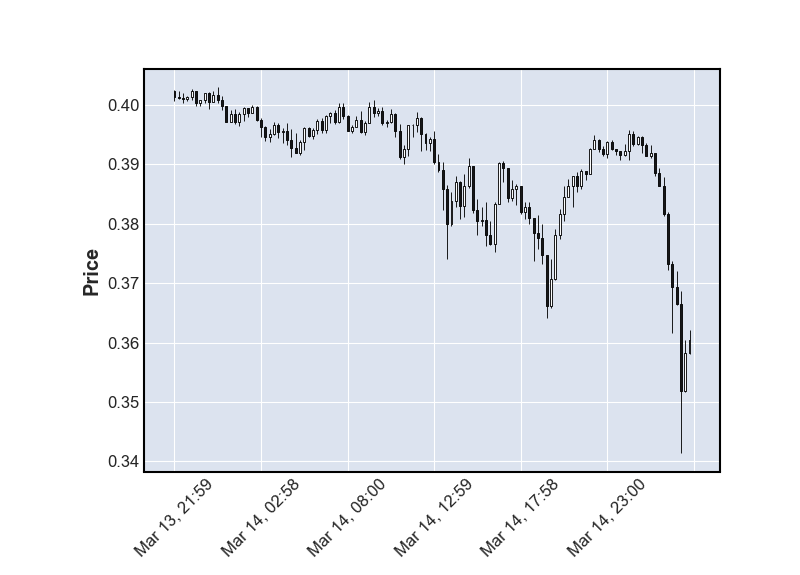 0.40
0.39
0.38
0.37
0.36
0.35
0.34
Price
Mar 13, 21:59
Mar 14, 02:58
Mar 14, 08:00
Mar 14, 12:59
Mar 14, 17:58
Mar 14, 23:00